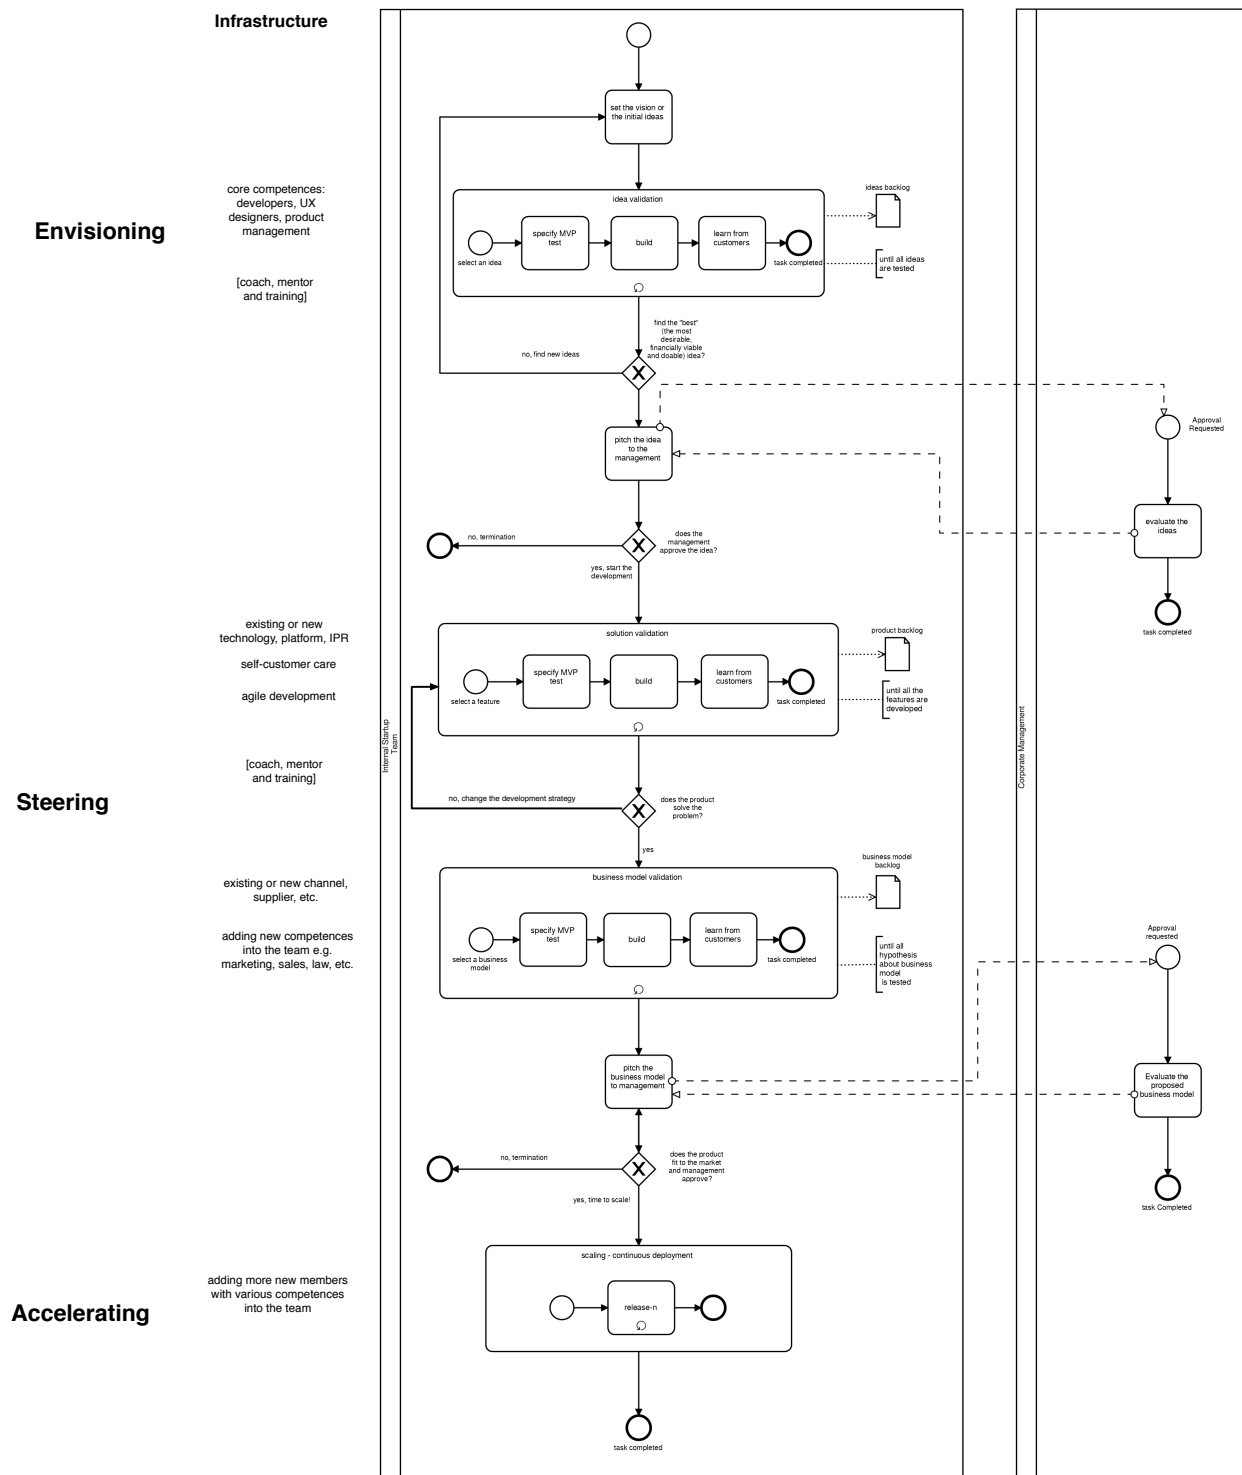 Infrastructure
set the vision or
the initial ideas
core competences:
developers, UX
designers, product
management
Envisioning
[coach, mentor
and training]
idea validation
select an idea
specify MVP
test
build
learn from
customers
task completed
ideas backlog
until all ideas
are tested
find the "best"
(the most
desirable,
financially viable
and doable) idea?
no, find new ideas
pitch the idea
to the
management
Approval
Requested
evaluate the
ideas
task completed
does the
management
approve the idea?
no, termination
yes, start the
development
existing or new
technology, platform, IPR
self-customer care
agile development
[coach, mentor
and training]
Steering
Internal Startup
Team
Corporate Management
solution validation
select a feature
specify MVP
test
build
learn from
customers
task completed
product backlog
until all the
features are
developed
no, change the development strategy
does the product
solve the
problem?
yes
existing or new channel,
supplier, etc.
adding new competences
into the team e.g.
marketing, sales, law, etc.
business model validation
select a business
model
specify MVP
test
build
learn from
customers
task completed
business model
backlog
until all
hypothesis
about business
model
is tested
Approval
requested
pitch the
business model
to management
Evaluate the
proposed
business model
task Completed
does the product
fit to the market
and management
approve?
no, termination
yes, time to scale!
Accelerating
adding more new members
with various competences
into the team
scaling - continuous deployment
release-n
task completed